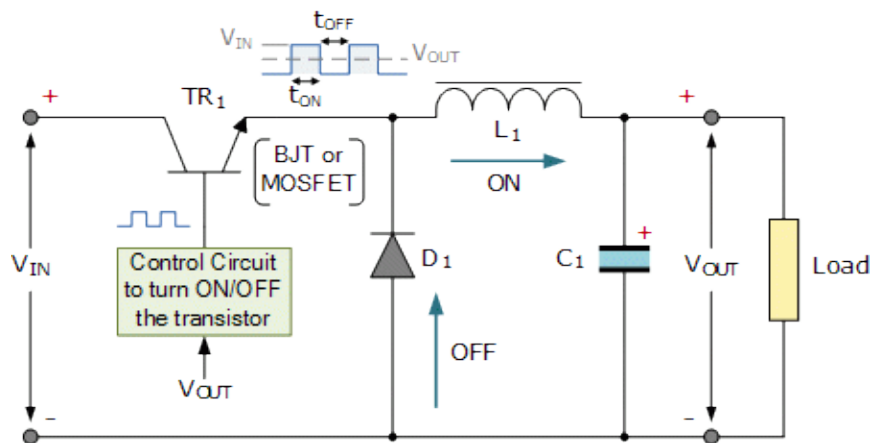 tOFF
VIN
VOUT
tON
+
TR1
+
L1
BJT or
MOSFET
ON
VIN
Control Circuit
to turn ON/OFF
the transistor
D1
C1
+
VOUT
Load
OFF
VOUT
-
-